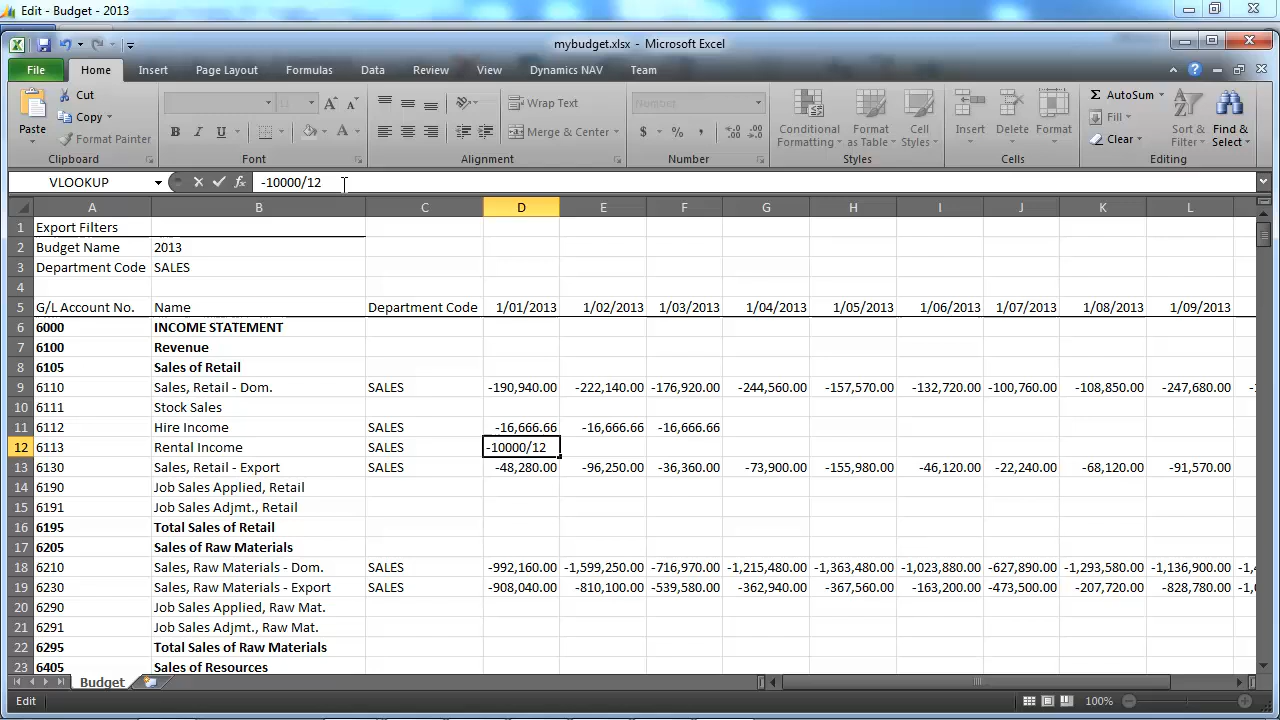 Edit - Budget - 2013
mybudget.xlsx - Microsoft Excel
File Home Insert Page Layout Formulas Data Review View Dynamics NAV Team
Paste
Cut
Copy
Format Painter
Clipboard
11
A A
B I U A
Font
Wrap Text
Merge & Center
Alignment
Number
$ % ,
Number
Conditional Formatting
Format as Table
Cell Styles
Styles
Insert Delete Format
Cells
Σ AutoSum
Fill
Clear
Sort & Filter
Find & Select
Editing
VLOOKUP fx -10000/12
A B C D E F G H I J K L
1 Export Filters
2 Budget Name 2013
3 Department Code SALES
4
5 G/L Account No. Name Department Code 1/01/2013 1/02/2013 1/03/2013 1/04/2013 1/05/2013 1/06/2013 1/07/2013 1/08/2013 1/09/2013
6 6000 INCOME STATEMENT
7 6100 Revenue
8 6105 Sales of Retail
9 6110 Sales, Retail - Dom. SALES -190,940.00 -222,140.00 -176,920.00 -244,560.00 -157,570.00 -132,720.00 -100,760.00 -108,850.00 -247,680.00
10 6111 Stock Sales
11 6112 Hire Income SALES -16,666.66 -16,666.66 -16,666.66
12 6113 Rental Income SALES -10000/12
13 6130 Sales, Retail - Export SALES -48,280.00 -96,250.00 -36,360.00 -73,900.00 -155,980.00 -46,120.00 -22,240.00 -68,120.00 -91,570.00
14 6190 Job Sales Applied, Retail
15 6191 Job Sales Adjmt., Retail
16 6195 Total Sales of Retail
17 6205 Sales of Raw Materials
18 6210 Sales, Raw Materials - Dom. SALES -992,160.00 -1,599,250.00 -716,970.00 -1,215,480.00 -1,363,480.00 -1,023,880.00 -627,890.00 -1,293,580.00 -1,136,900.00
19 6230 Sales, Raw Materials - Export SALES -908,040.00 -810,100.00 -539,580.00 -362,940.00 -367,560.00 -163,200.00 -473,500.00 -207,720.00 -828,780.00
20 6290 Job Sales Applied, Raw Mat.
21 6291 Job Sales Adjmt., Raw Mat.
22 6295 Total Sales of Raw Materials
23 6405 Sales of Resources
Budget
Edit 100%